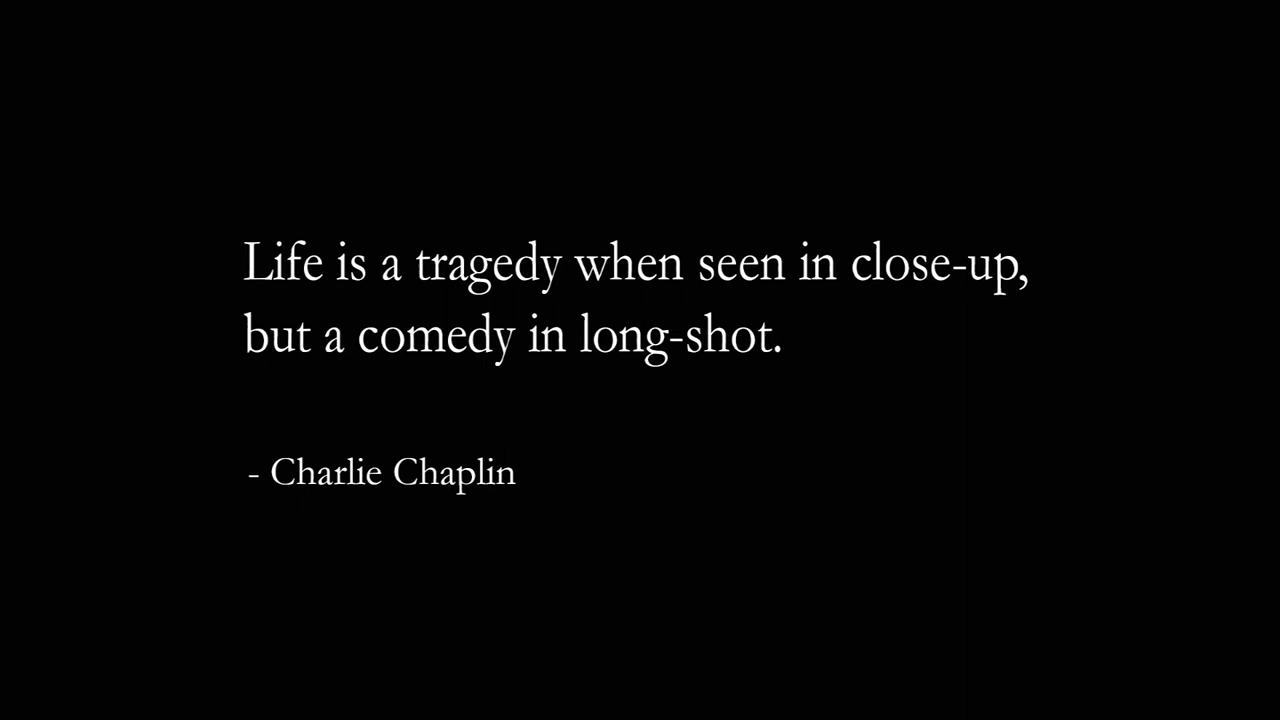 Life is a tragedy when seen in close-up,
but a comedy in long-shot.
- Charlie Chaplin